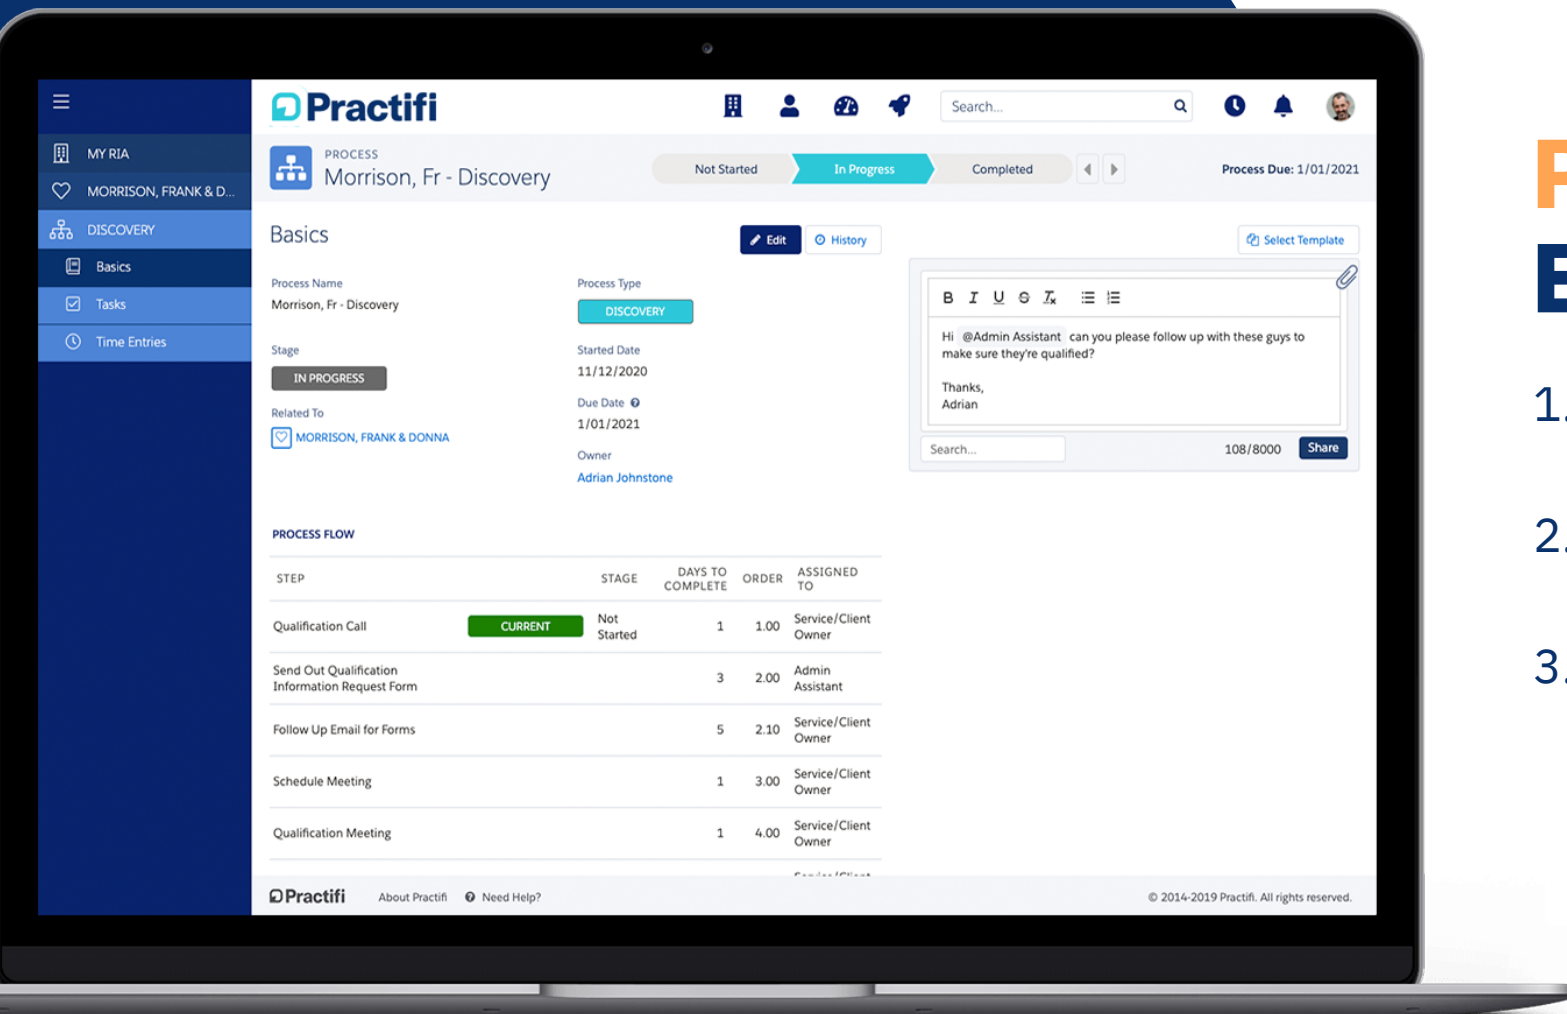 Practifi
Search...
MY RIA
MORRISON, FRANK & D...
DISCOVERY
Basics
Tasks
Time Entries
PROCESS
Morrison, Fr - Discovery
Not Started
In Progress
Completed
Process Due: 1/01/2021
Basics
Edit
History
Select Template
Process Name
Morrison, Fr - Discovery
Process Type
DISCOVERY
Stage
IN PROGRESS
Started Date
11/12/2020
Related To
MORRISON, FRANK & DONNA
Due Date
1/01/2021
Owner
Adrian Johnstone
B I U S Tx
Hi @Admin Assistant can you please follow up with these guys to
make sure they're qualified?
Thanks,
Adrian
Search...
108/8000
Share
PROCESS FLOW
STEP STAGE DAYS TO COMPLETE ORDER ASSIGNED TO
Qualification Call CURRENT Not Started 1 1.00 Service/Client Owner
Send Out Qualification Information Request Form 3 2.00 Admin Assistant
Follow Up Email for Forms 5 2.10 Service/Client Owner
Schedule Meeting 1 3.00 Service/Client Owner
Qualification Meeting 1 4.00 Service/Client Owner
Practifi
About Practifi
Need Help?
© 2014-2019 Practifi. All rights reserved.
1.
2.
3.